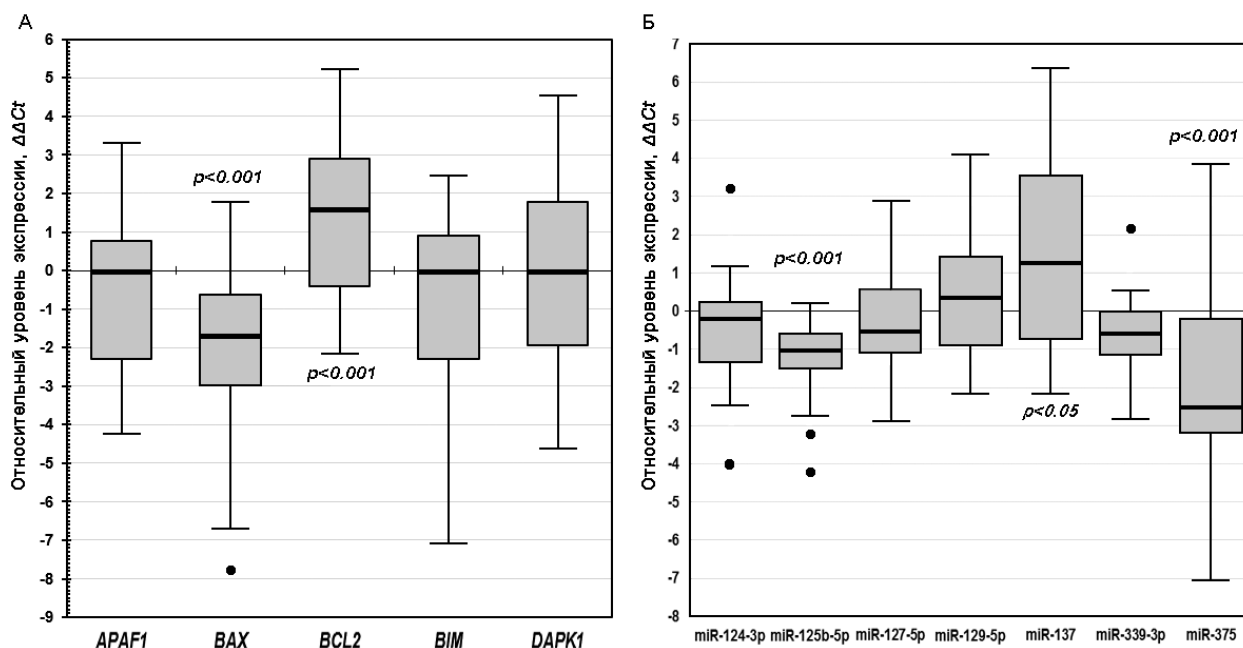 А
Относительный уровень экспрессии, ΔΔCt
6
5
4
3
2
1
0
-1
-2
-3
-4
-5
-6
-7
-8
-9
p<0.001
p<0.001
APAF1 BAX BCL2 BIM DAPK1
Б
Относительный уровень экспрессии, ΔΔCt
7
6
5
4
3
2
1
0
-1
-2
-3
-4
-5
-6
-7
-8
p<0.001
p<0.001
p<0.05
miR-124-3p miR-125b-5p miR-127-5p miR-129-5p miR-137 miR-339-3p miR-375